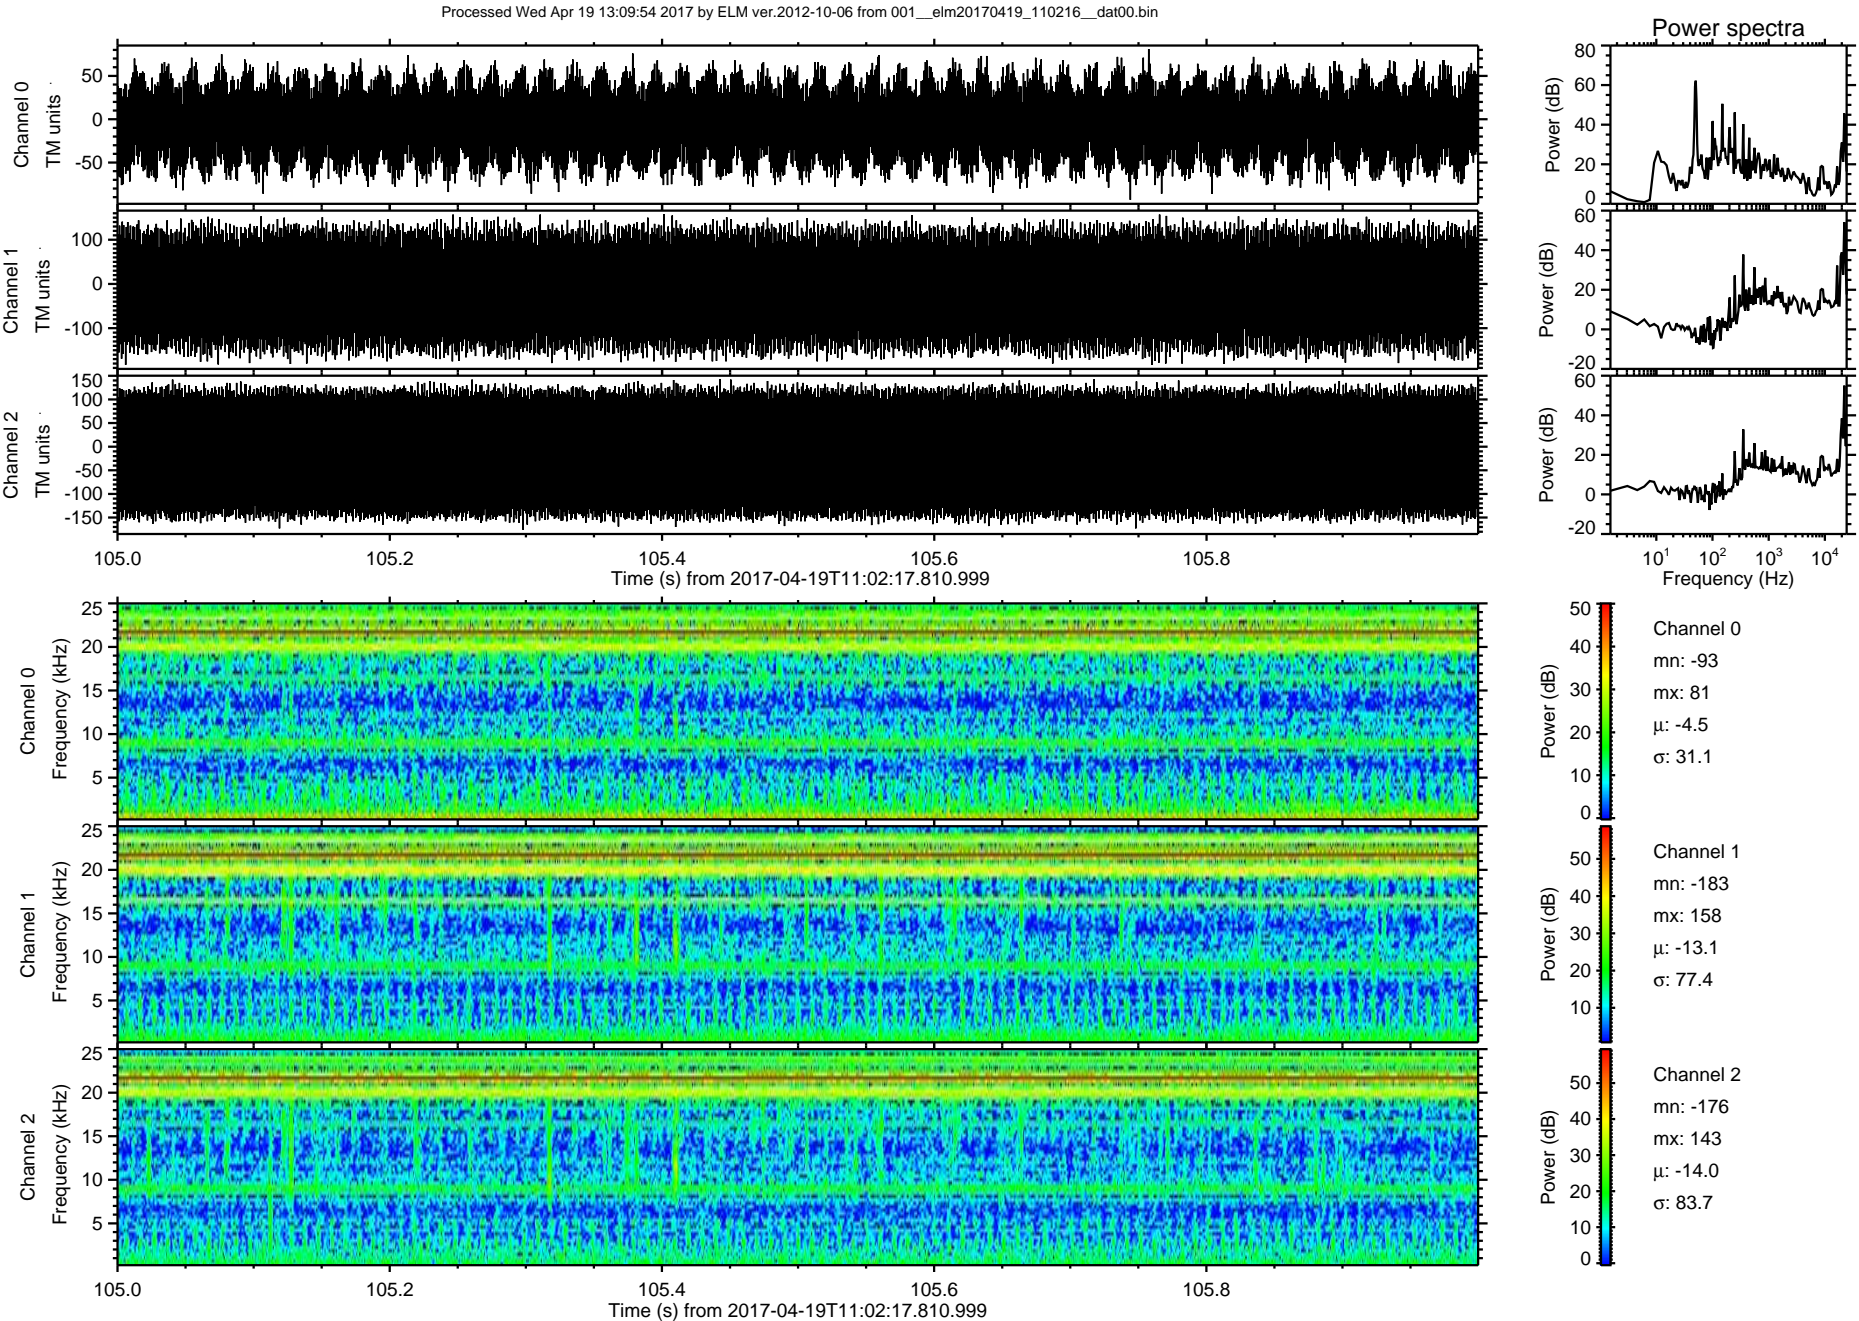 Processed Wed Apr 19 13:09:54 2017 by ELM ver.2012-10-06 from 001__elm20170419_110216__dat00.bin
Power spectra
Channel 0
TM units
50
0
-50
Power (dB)
80
60
40
20
0
Channel 1
TM units
100
0
-100
Power (dB)
60
40
20
0
-20
Channel 2
TM units
150
100
50
0
-50
-100
-150
Power (dB)
60
40
20
0
-20
105.0 105.2 105.4 105.6 105.8
Time (s) from 2017-04-19T11:02:17.810.999
10^1 10^2 10^3 10^4
Frequency (Hz)
Channel 0
Frequency (kHz)
25
20
15
10
5
Power (dB)
50
40
30
20
10
0
Channel 0
mn: -93
mx: 81
μ: -4.5
σ: 31.1
Channel 1
Frequency (kHz)
25
20
15
10
5
Power (dB)
50
40
30
20
10
Channel 1
mn: -183
mx: 158
μ: -13.1
σ: 77.4
Channel 2
Frequency (kHz)
25
20
15
10
5
Power (dB)
50
40
30
20
10
0
Channel 2
mn: -176
mx: 143
μ: -14.0
σ: 83.7
105.0 105.2 105.4 105.6 105.8
Time (s) from 2017-04-19T11:02:17.810.999